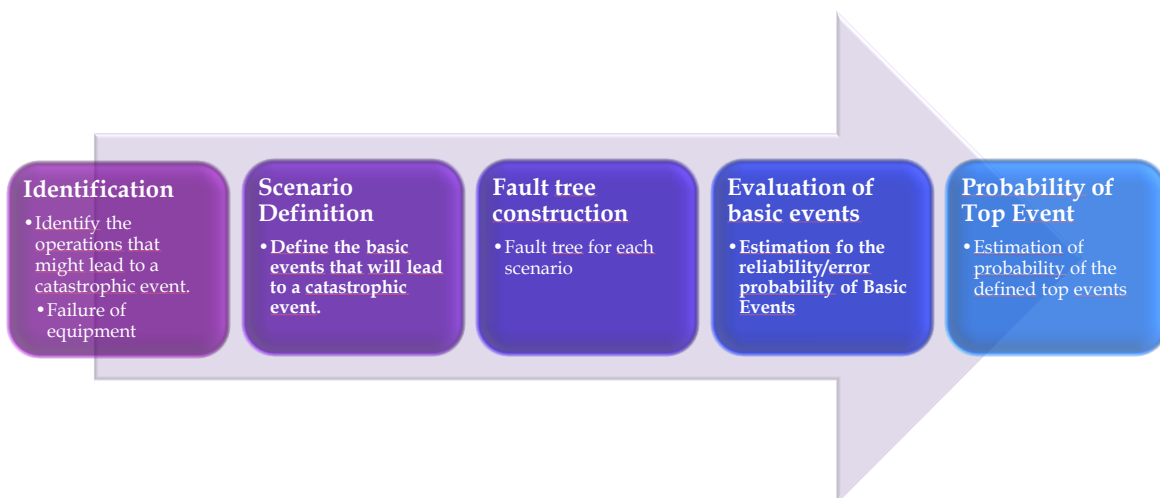 Identification
•Identify the
operations that
might lead to a
catastrophic event.
•Failure of
equipment
Scenario
Definition
•Define the basic
events that will lead
to a catastrophic
event.
Fault tree
construction
•Fault tree for each
scenario
Evaluation of
basic events
•Estimation fo the
reliability/error
probability of Basic
Events
Probability of
Top Event
•Estimation of
probability of the
defined top events